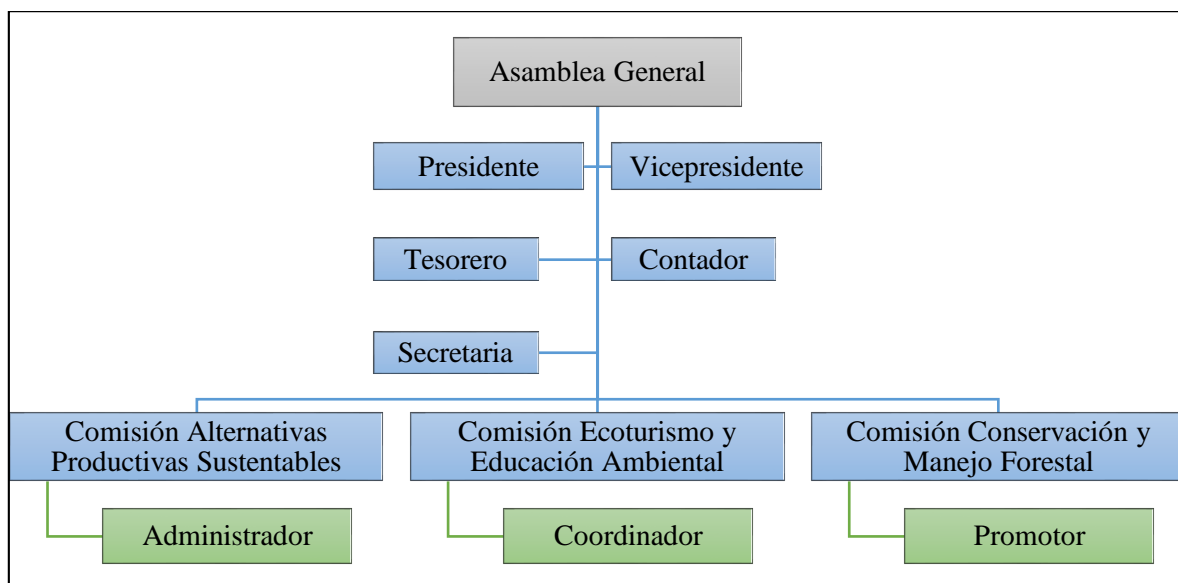 Asamblea General
Presidente
Vicepresidente
Tesorero
Contador
Secretaria
Comisión Alternativas
Productivas Sustentables
Comisión Ecoturismo y
Educación Ambiental
Comisión Conservación y
Manejo Forestal
Administrador
Coordinador
Promotor